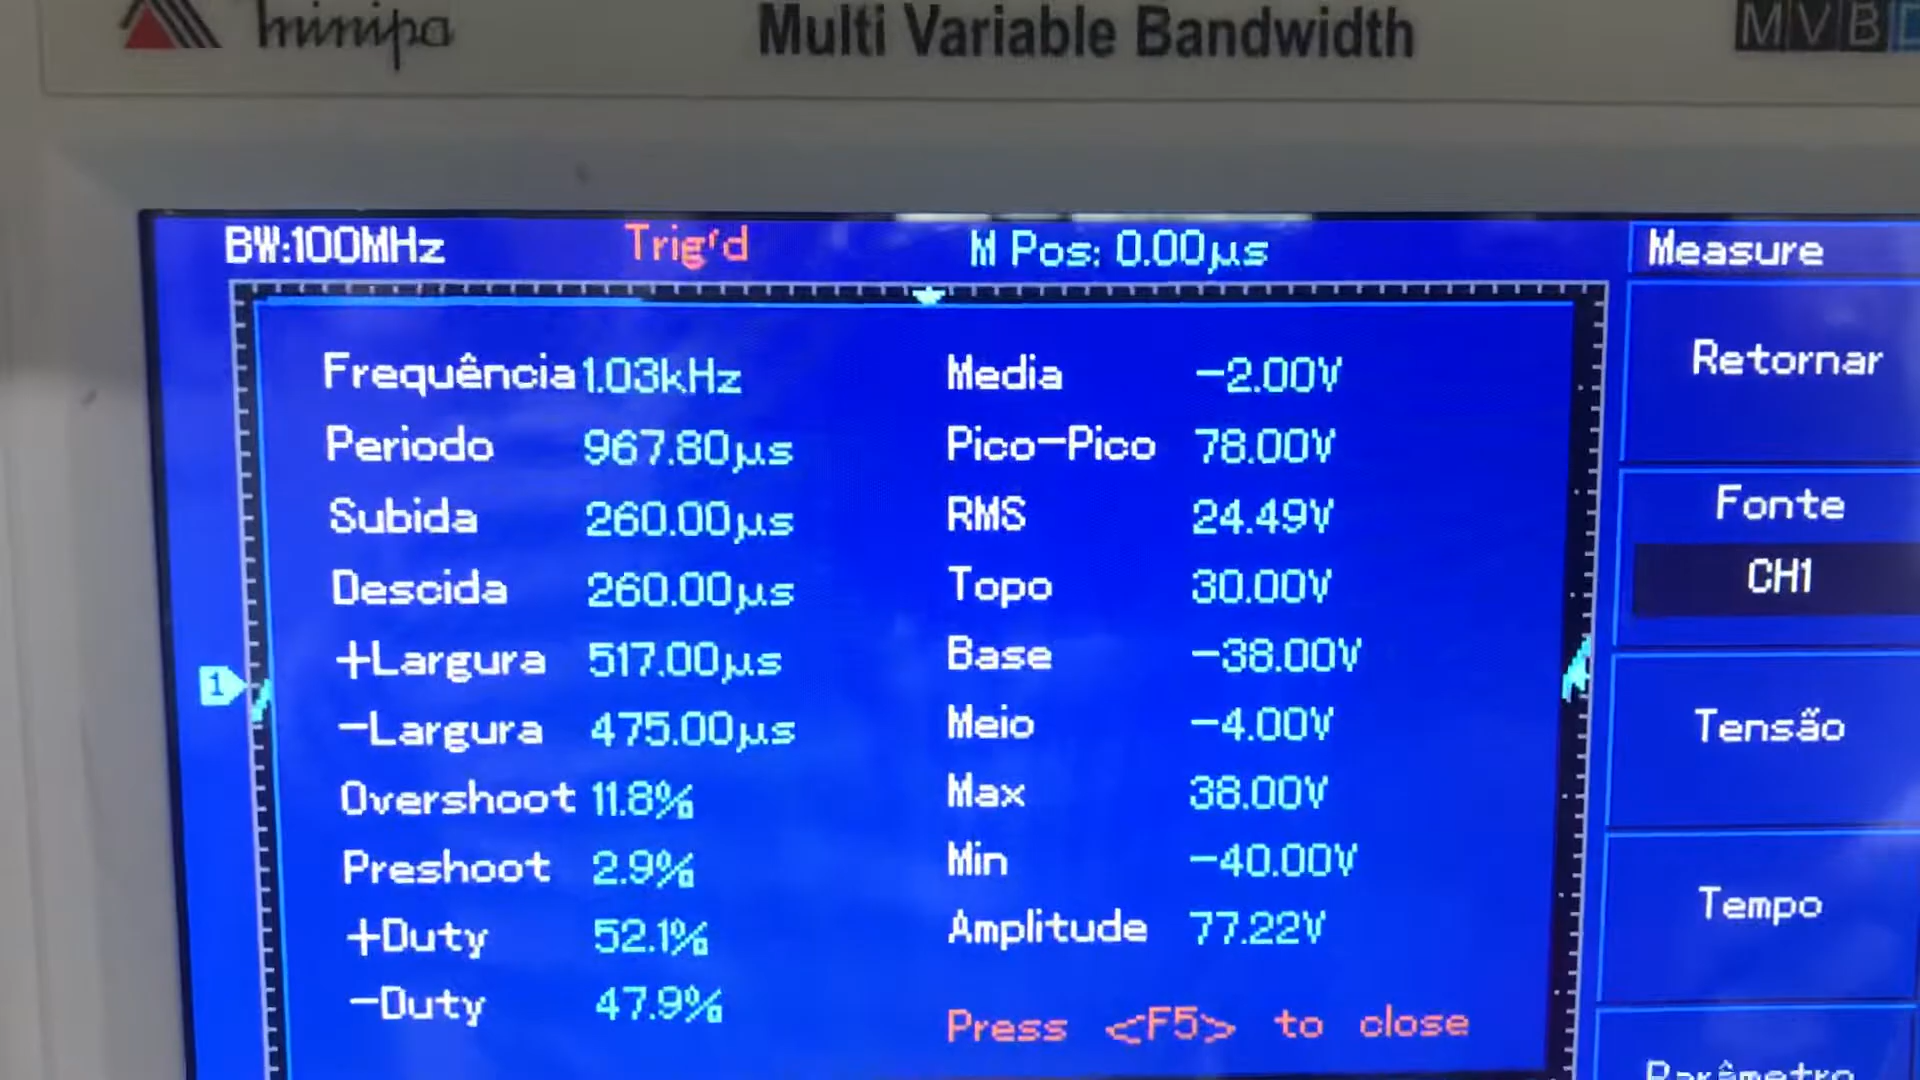 minipa
Multi Variable Bandwidth
MVB
BW:100MHz
Trig'd
M Pos: 0.00µs
Measure
Frequência 1.03kHz
Media -2.00V
Retornar
Periodo 967.80µs
Pico-Pico 78.00V
Subida 260.00µs
RMS 24.49V
Fonte
CH1
Descida 260.00µs
Topo 30.00V
+Largura 517.00µs
Base -38.00V
1
-Largura 475.00µs
Meio -4.00V
Tensão
Overshoot 11.8%
Max 38.00V
Preshoot 2.9%
Min -40.00V
Tempo
+Duty 52.1%
Amplitude 77.22V
-Duty 47.9%
Press <F5> to close
Parâmetro